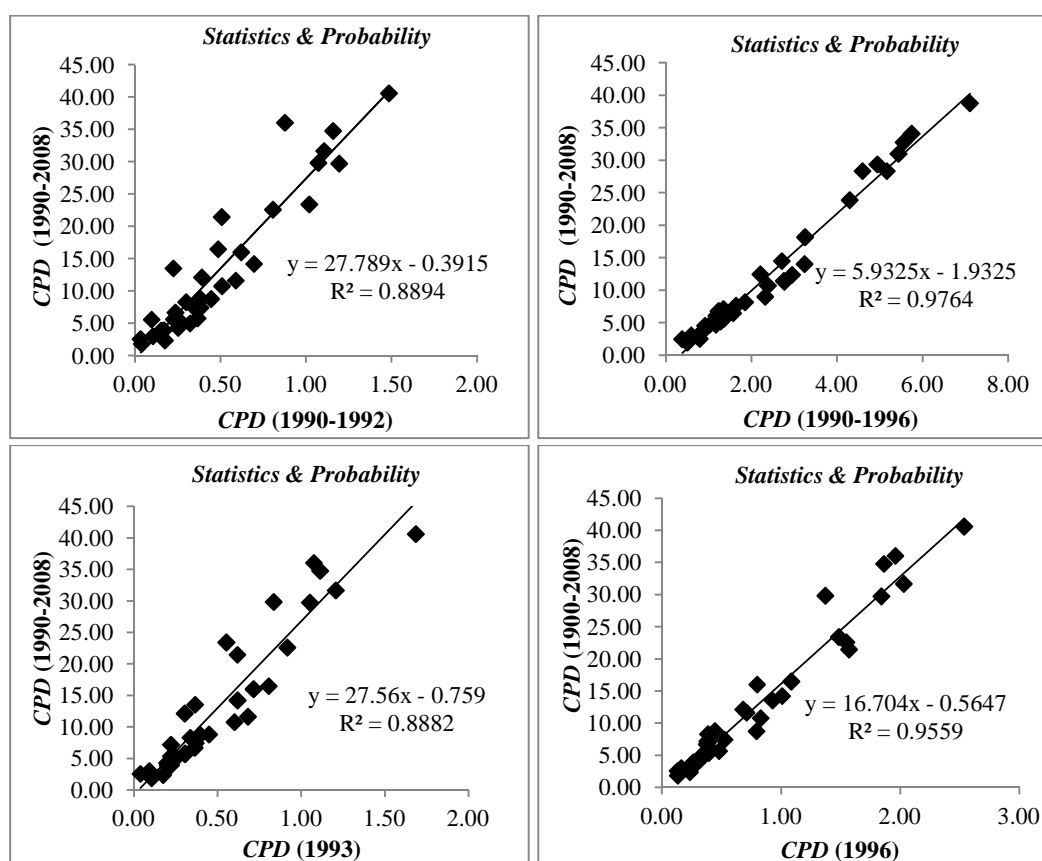 Statistics & Probability
45.00
40.00
35.00
30.00
25.00
20.00
15.00
10.00
5.00
0.00
CPD (1990-2008)
y = 27.789x - 0.3915
R² = 0.8894
0.00 0.50 1.00 1.50 2.00
CPD (1990-1992)
Statistics & Probability
45.00
40.00
35.00
30.00
25.00
20.00
15.00
10.00
5.00
0.00
CPD (1990-2008)
y = 5.9325x - 1.9325
R² = 0.9764
0.00 2.00 4.00 6.00 8.00
CPD (1990-1996)
Statistics & Probability
45.00
40.00
35.00
30.00
25.00
20.00
15.00
10.00
5.00
0.00
CPD (1990-2008)
y = 27.56x - 0.759
R² = 0.8882
0.00 0.50 1.00 1.50 2.00
CPD (1993)
Statistics & Probability
45.00
40.00
35.00
30.00
25.00
20.00
15.00
10.00
5.00
0.00
CPD (1900-2008)
y = 16.704x - 0.5647
R² = 0.9559
0.00 1.00 2.00 3.00
CPD (1996)